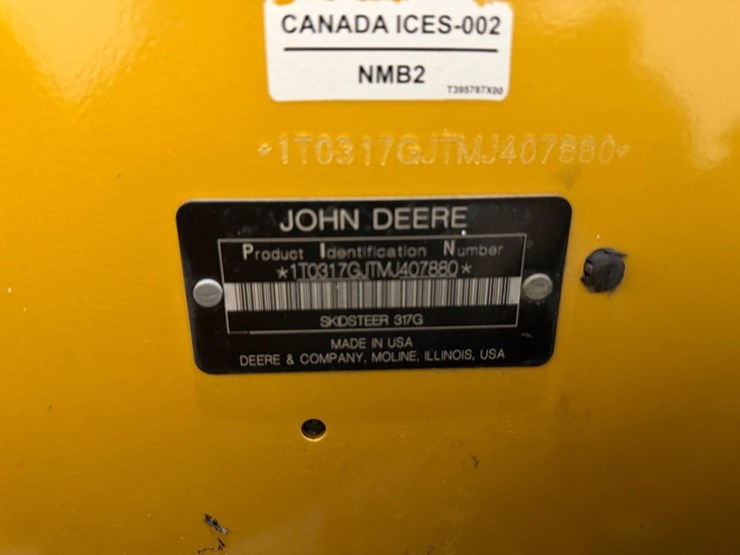 CANADA ICES-002
NMB2
T395787X00
*1T0317GJTMJ407880*
JOHN DEERE
Product Identification Number
*1T0317GJTMJ407880*
SKIDSTEER 317G
MADE IN USA
DEERE & COMPANY, MOLINE, ILLINOIS, USA